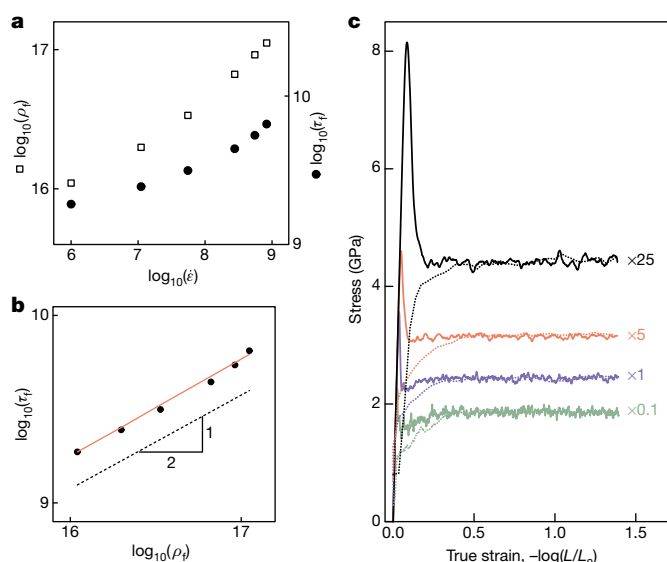 a
17
16
□ log₁₀(ρf)
10
9
● log₁₀(τf)
6
7
8
9
log₁₀(ε̇)
b
10
9
log₁₀(τf)
1
2
16
17
log₁₀(ρf)
c
8
6
4
2
0
Stress (GPa)
×25
×5
×1
×0.1
0.0
0.5
1.0
1.5
True strain, –log(L/L₀)